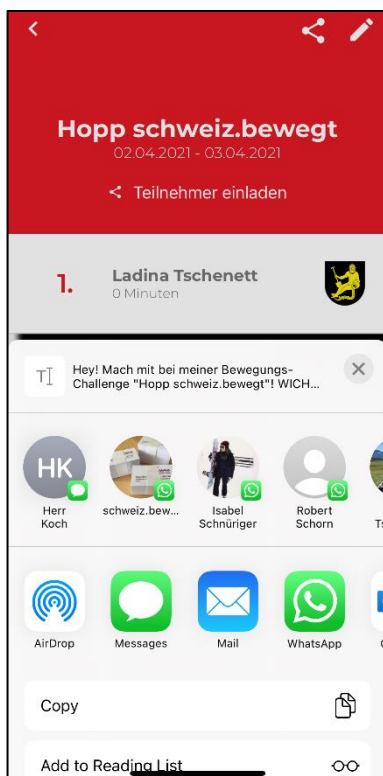 Hopp schweiz.bewegt
02.04.2021 - 03.04.2021
Teilnehmer einladen
1.
Ladina Tschenett
0 Minuten
Hey! Mach mit bei meiner Bewegungs-
Challenge "Hopp schweiz.bewegt"! WICH...
HK
Herr
Koch
schweiz.bew...
Isabel
Schnüriger
Robert
Schorn
AirDrop
Messages
Mail
WhatsApp
Copy
Add to Reading List